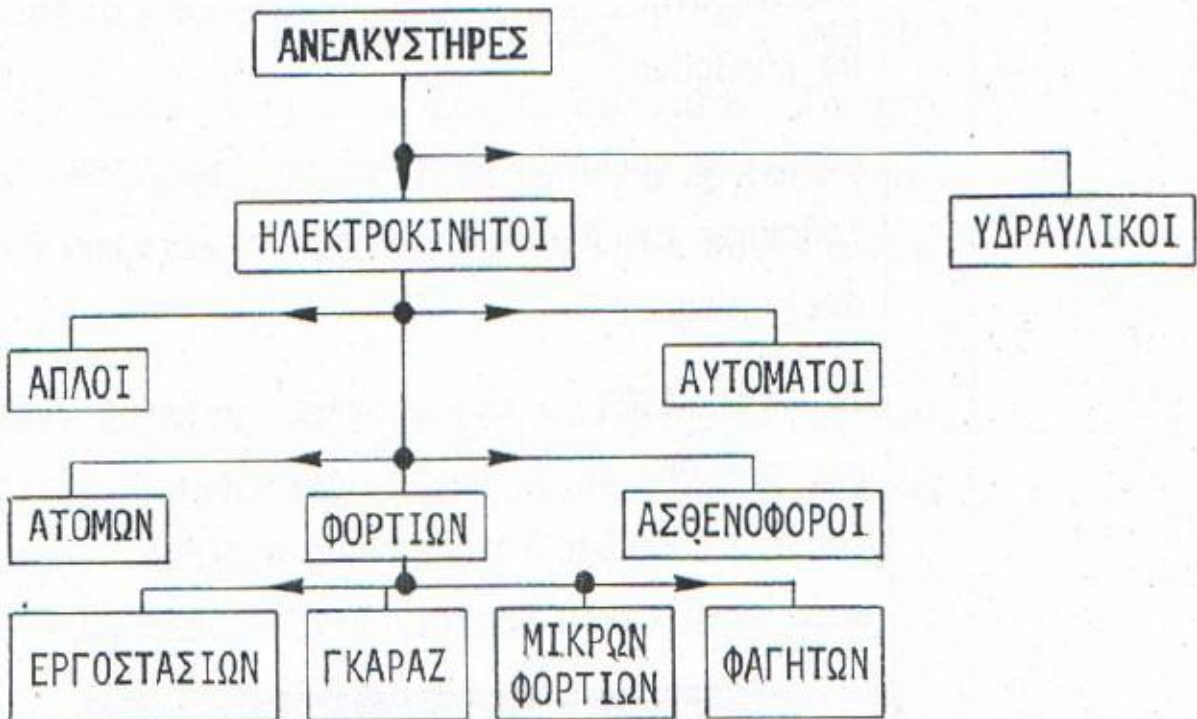 ΑΝΕΛΚΥΣΤΗΡΕΣ
ΗΛΕΚΤΡΟΚΙΝΗΤΟΙ
ΥΔΡΑΥΛΙΚΟΙ
ΑΠΛΟΙ
ΑΥΤΟΜΑΤΟΙ
ΑΤΟΜΩΝ
ΦΟΡΤΙΩΝ
ΑΣΘΕΝΟΦΟΡΟΙ
ΕΡΓΟΣΤΑΣΙΩΝ
ΓΚΑΡΑΖ
ΜΙΚΡΩΝ
ΦΟΡΤΙΩΝ
ΦΑΓΗΤΩΝ